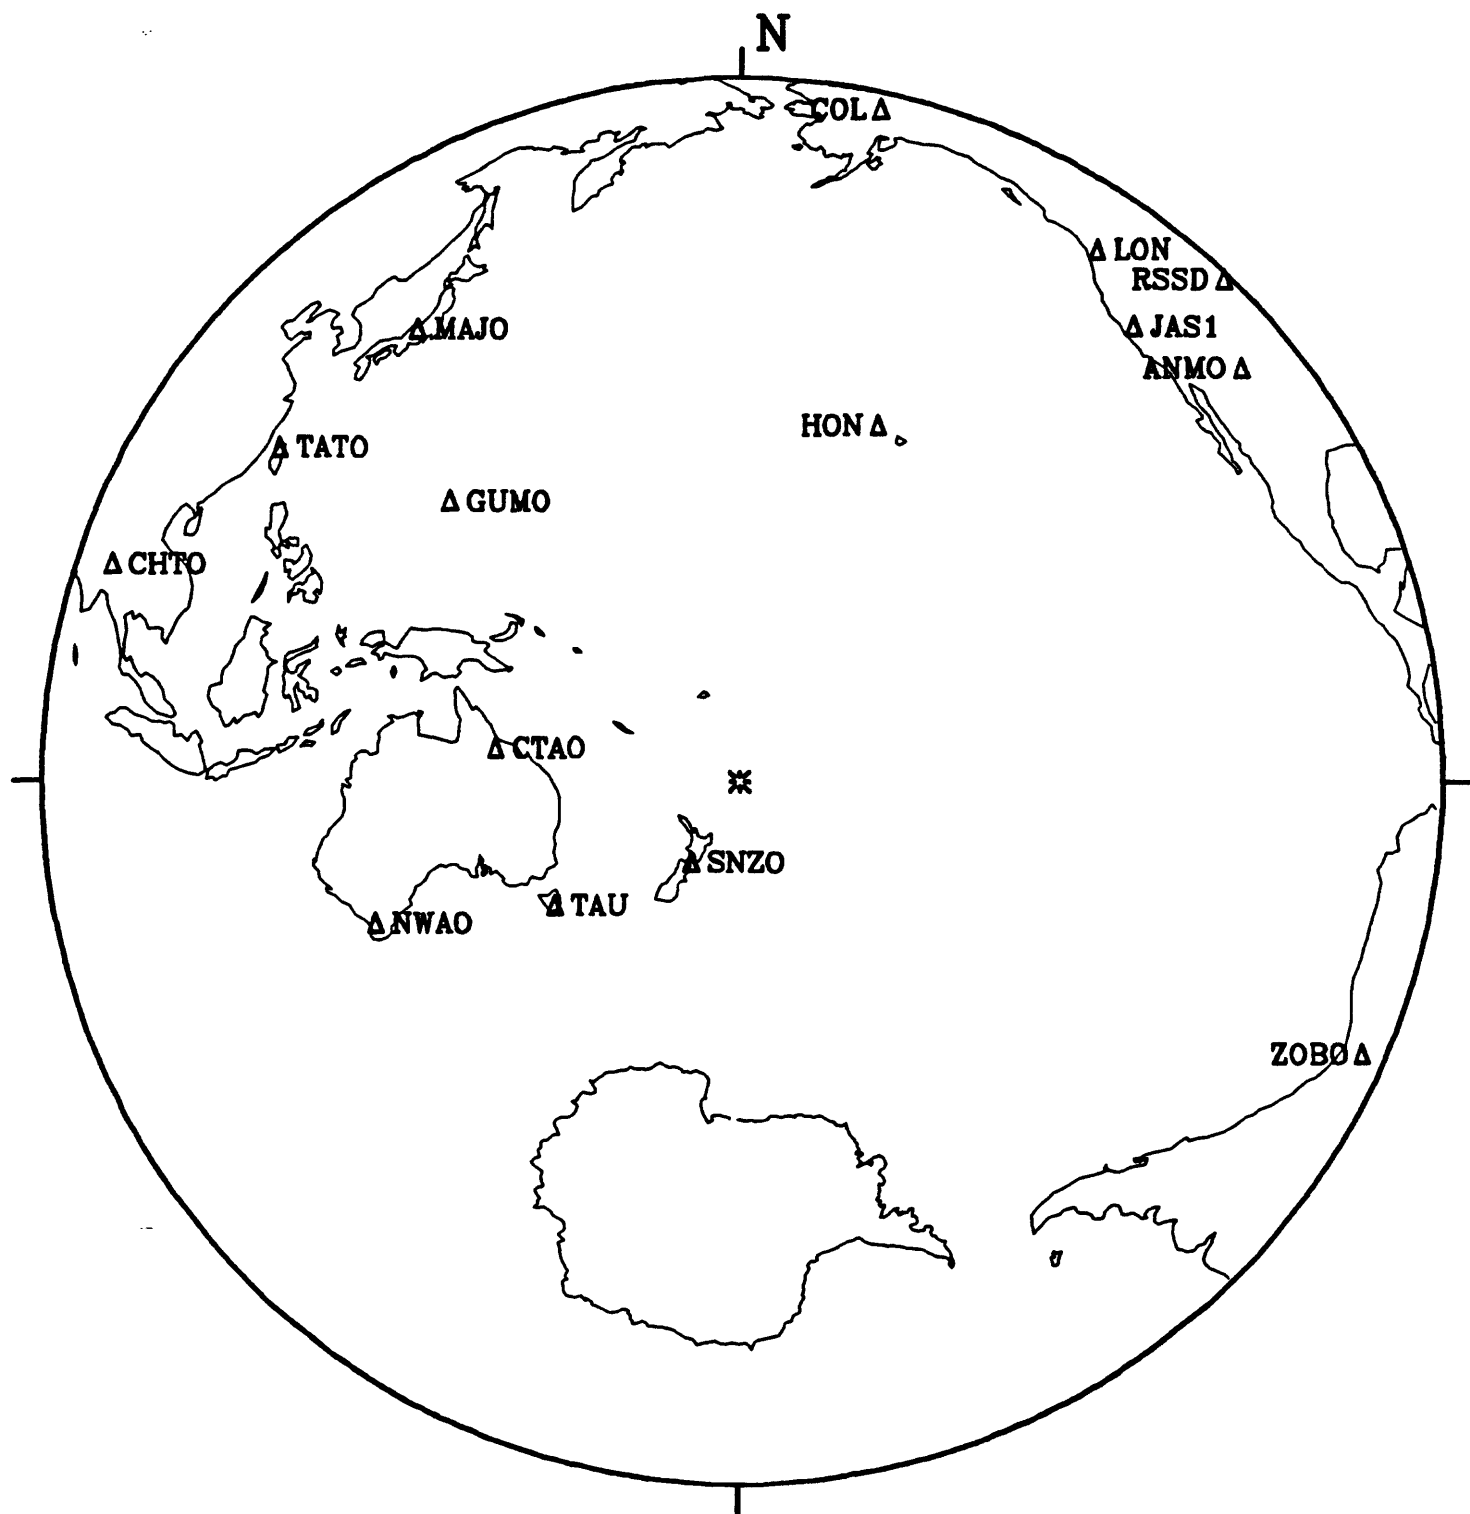 N
COL
LON
RSSD
JAS1
MAJO
ANMO
HON
TATO
GUMO
CHTO
CTAO
SNZO
TAU
NWAO
ZOBO